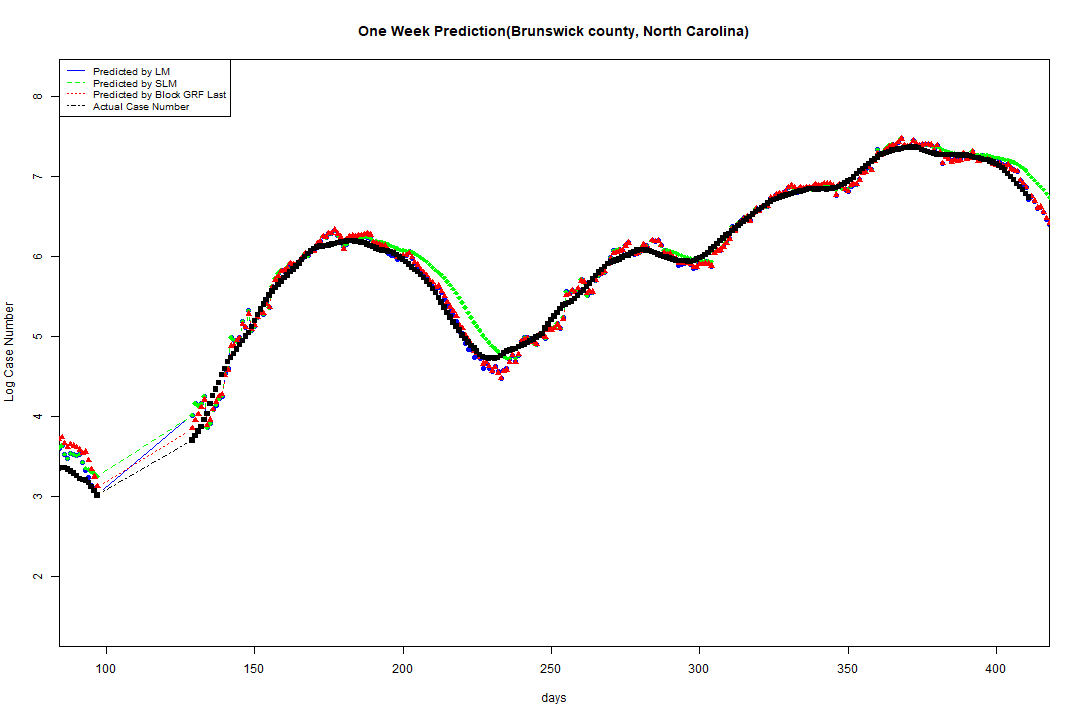 One Week Prediction(Brunswick county, North Carolina)
Predicted by LM
Predicted by SLM
Predicted by Block GRF Last
Actual Case Number
8
7
6
5
4
3
2
Log Case Number
100 150 200 250 300 350 400
days